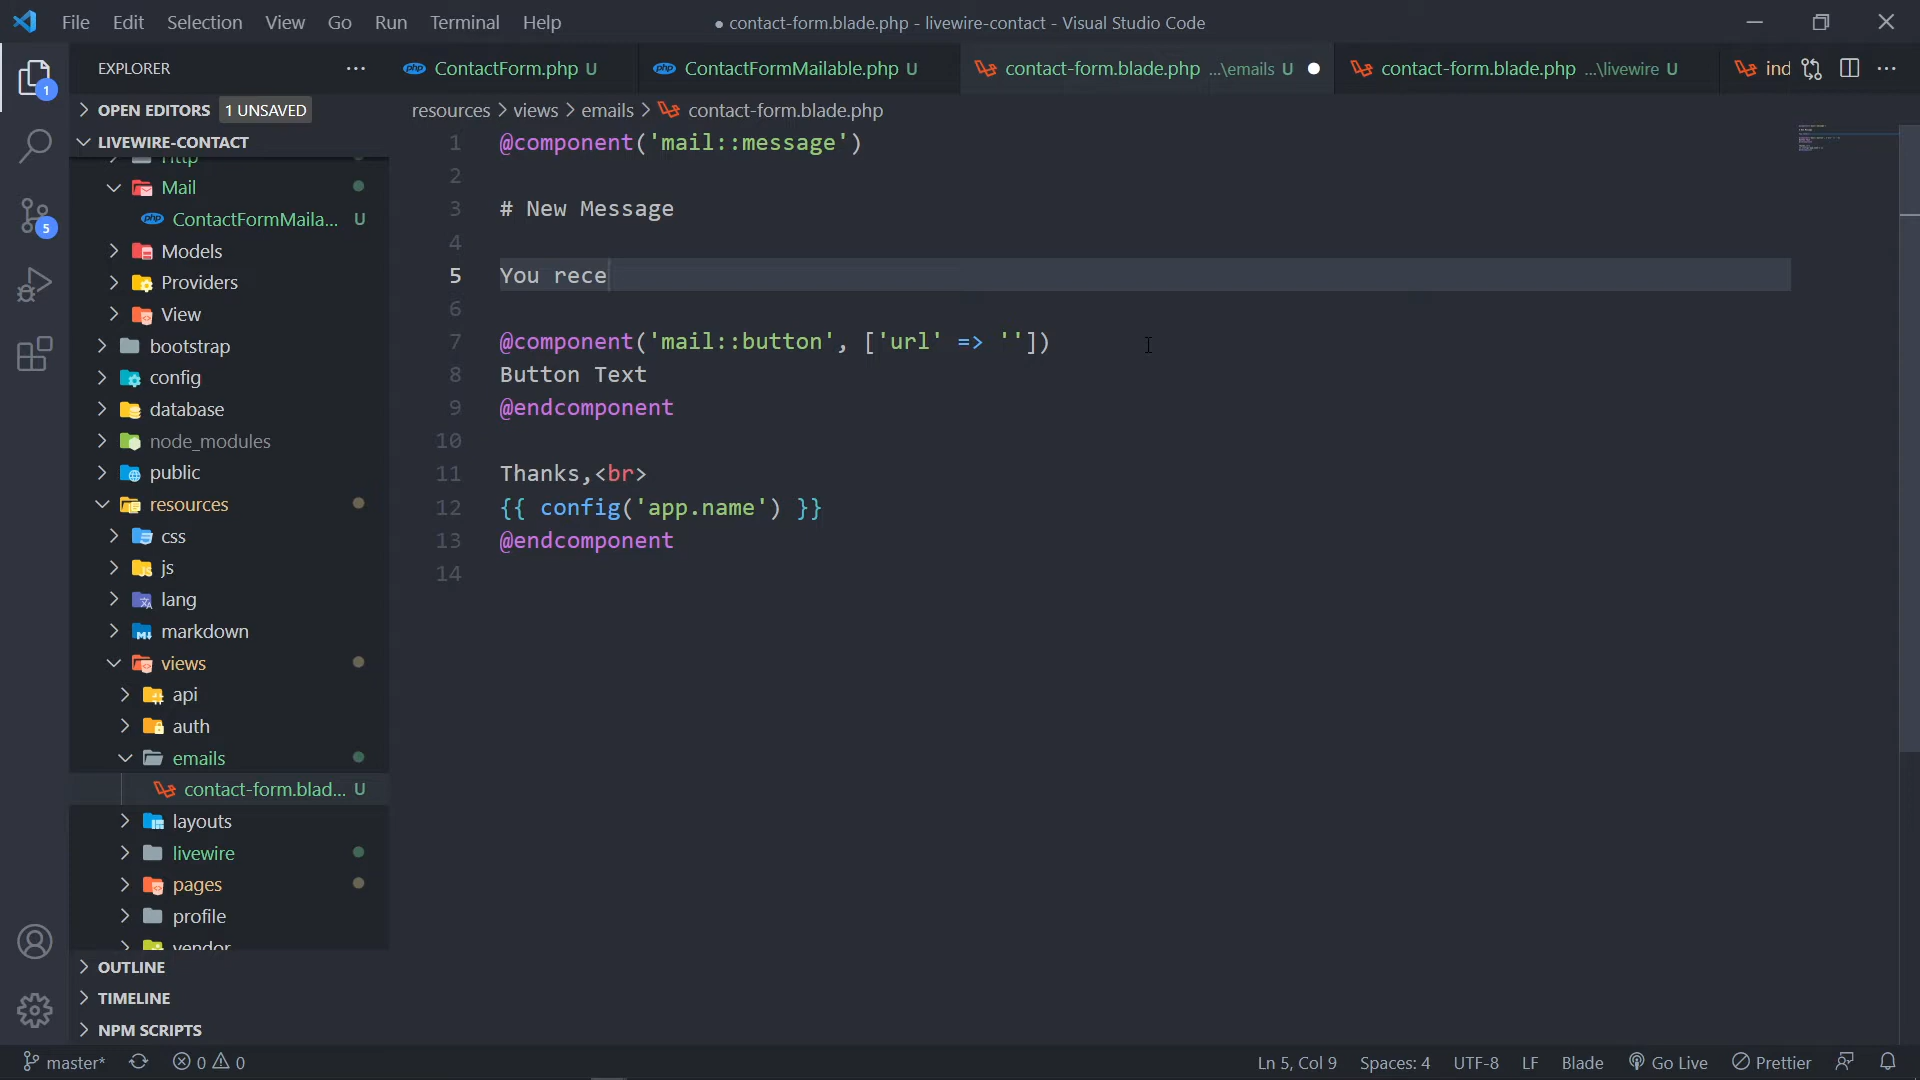 File Edit Selection View Go Run Terminal Help
● contact-form.blade.php - livewire-contact - Visual Studio Code
EXPLORER
ContactForm.php U
ContactFormMailable.php U
contact-form.blade.php ...\emails U
contact-form.blade.php ...\livewire U
ind
OPEN EDITORS 1 UNSAVED
LIVEWIRE-CONTACT
Http
Mail
ContactFormMaila... U
Models
Providers
View
bootstrap
config
database
node_modules
public
resources
css
js
lang
markdown
views
api
auth
emails
contact-form.blad... U
layouts
livewire
pages
profile
vendor
OUTLINE
TIMELINE
NPM SCRIPTS
1
5
resources > views > emails > contact-form.blade.php
1 @component('mail::message')
2
3 # New Message
4
5 You rece
6
7 @component('mail::button', ['url' => ''])
8 Button Text
9 @endcomponent
10
11 Thanks,<br>
12 {{ config('app.name') }}
13 @endcomponent
14
master* 0 0
Ln 5, Col 9 Spaces: 4 UTF-8 LF Blade Go Live Prettier